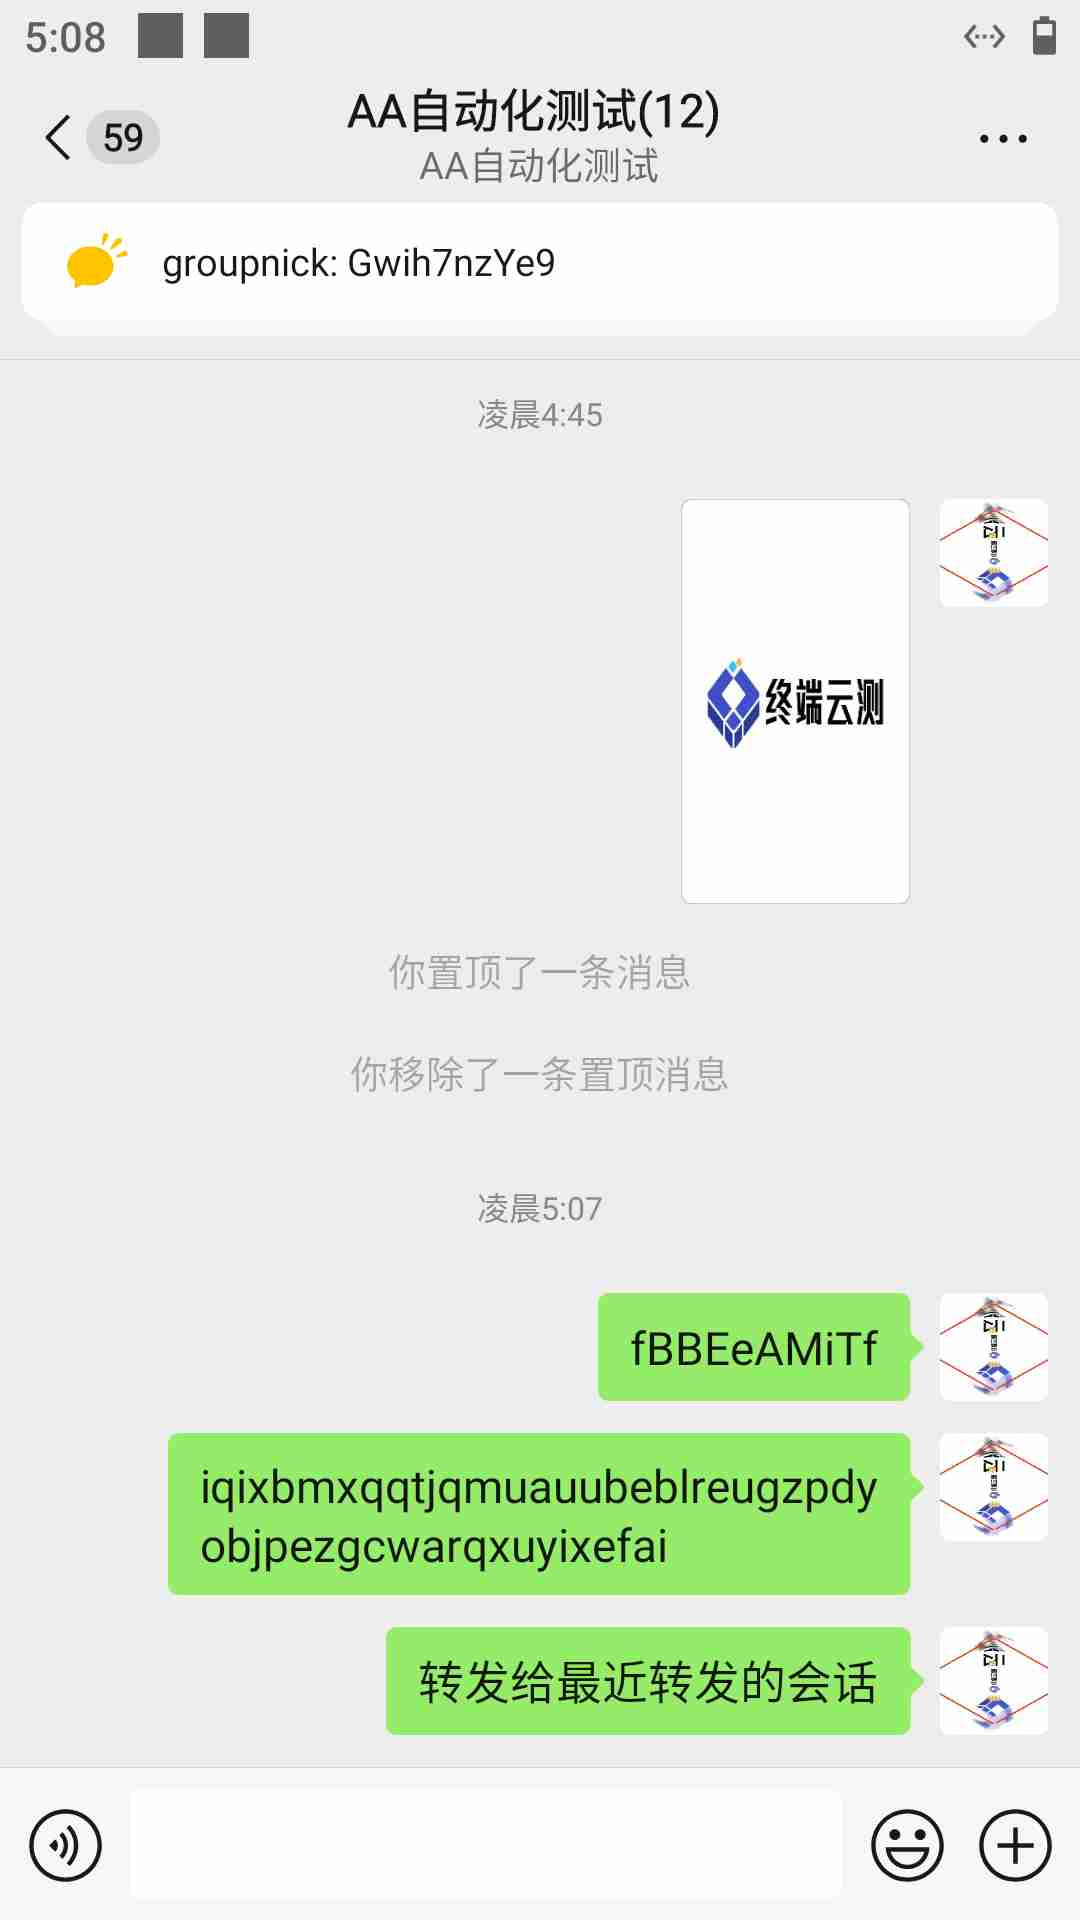 5:08
59
AA自动化测试(12)
AA自动化测试
groupnick: Gwih7nzYe9
凌晨4:45
终端云测
你置顶了一条消息
你移除了一条置顶消息
凌晨5:07
fBBEeAMiTf
iqixbmxqqtjqmuauubeblreugzpdy
objpezgcwarqxuyixefai
转发给最近转发的会话